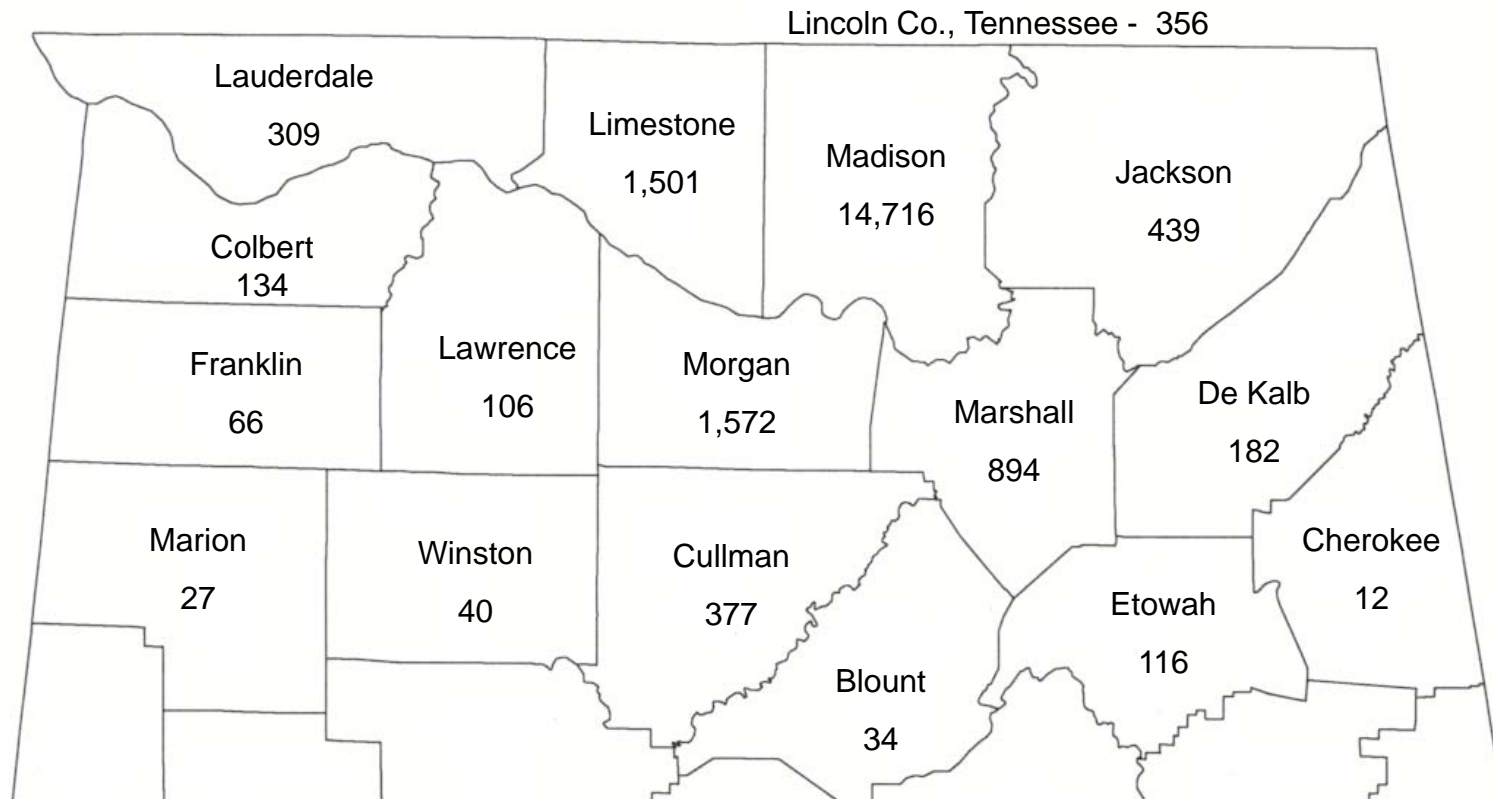 Lincoln Co., Tennessee - 356
Lauderdale
309
Limestone
1,501
Madison
14,716
Jackson
439
Colbert
134
Franklin
66
Lawrence
106
Morgan
1,572
Marshall
894
De Kalb
182
Marion
27
Winston
40
Cullman
377
Cherokee
12
Etowah
116
Blount
34